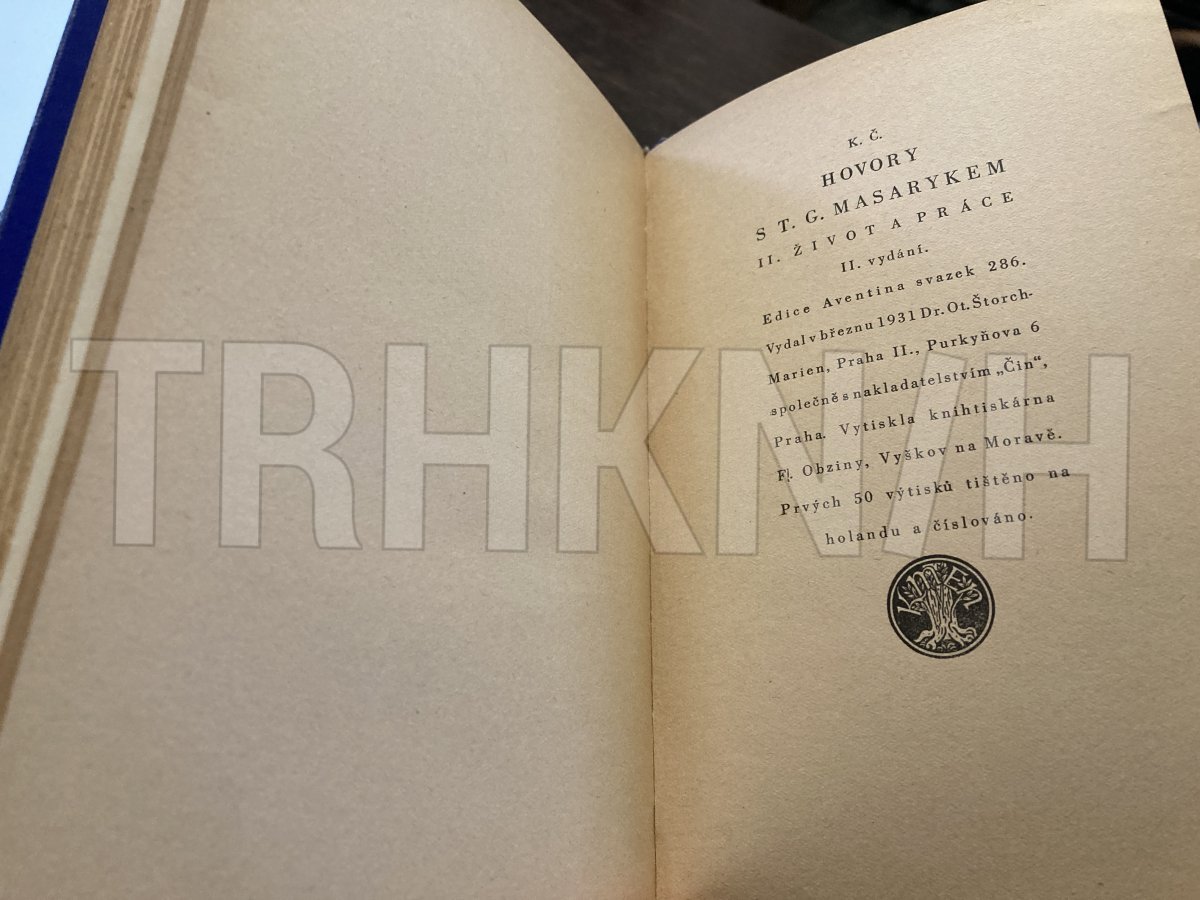 K. Č.
HOVORY
S T. G. MASARYKEM
II. ŽIVOT A PRÁCE
II. vydání.
Edice Aventina svazek 286.
Vydal v březnu 1931 Dr. Ot. Štorch-
Marien, Praha II., Purkyňova 6
společně s nakladatelstvím „Čin“,
Praha. Vytiskla knihtiskárna
Fl. Obziny, Vyškov na Moravě.
Prvých 50 výtisků tištěno na
holandu a číslováno.
KMEN
TRHKNIH